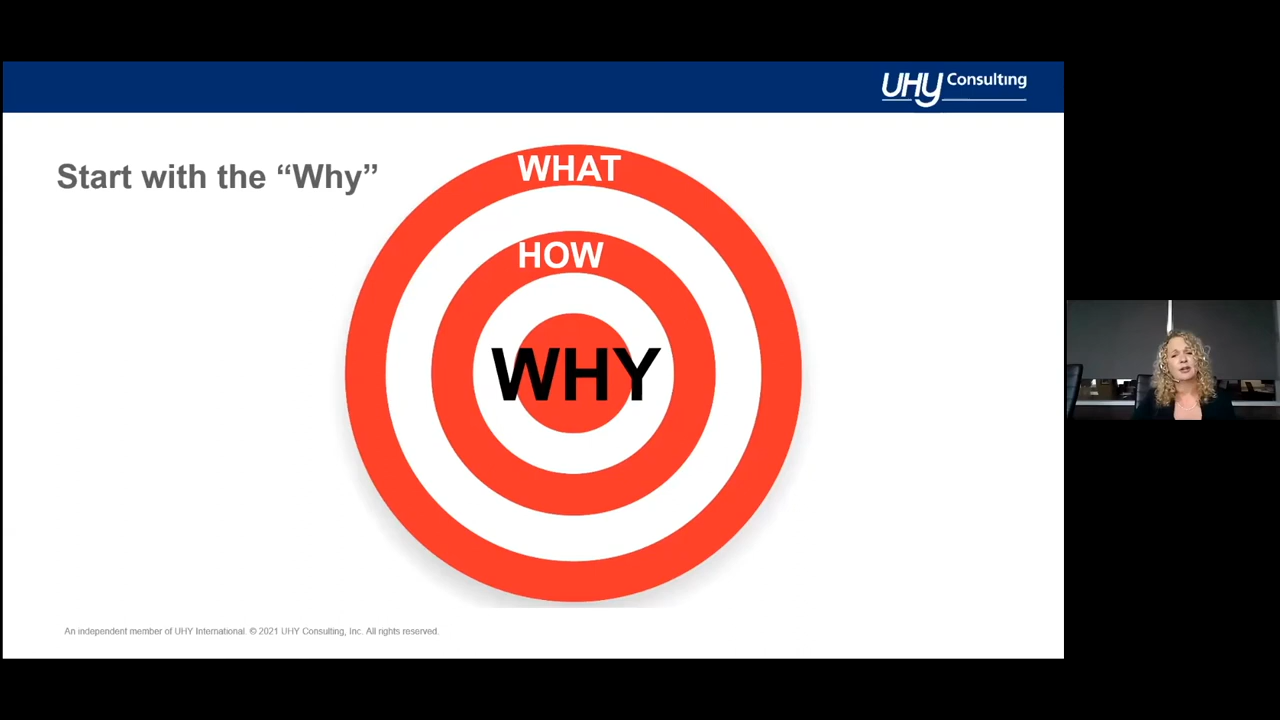 UHY Consulting
Start with the “Why”
WHAT
HOW
WHY
An independent member of UHY International. © 2021 UHY Consulting, Inc. All rights reserved.